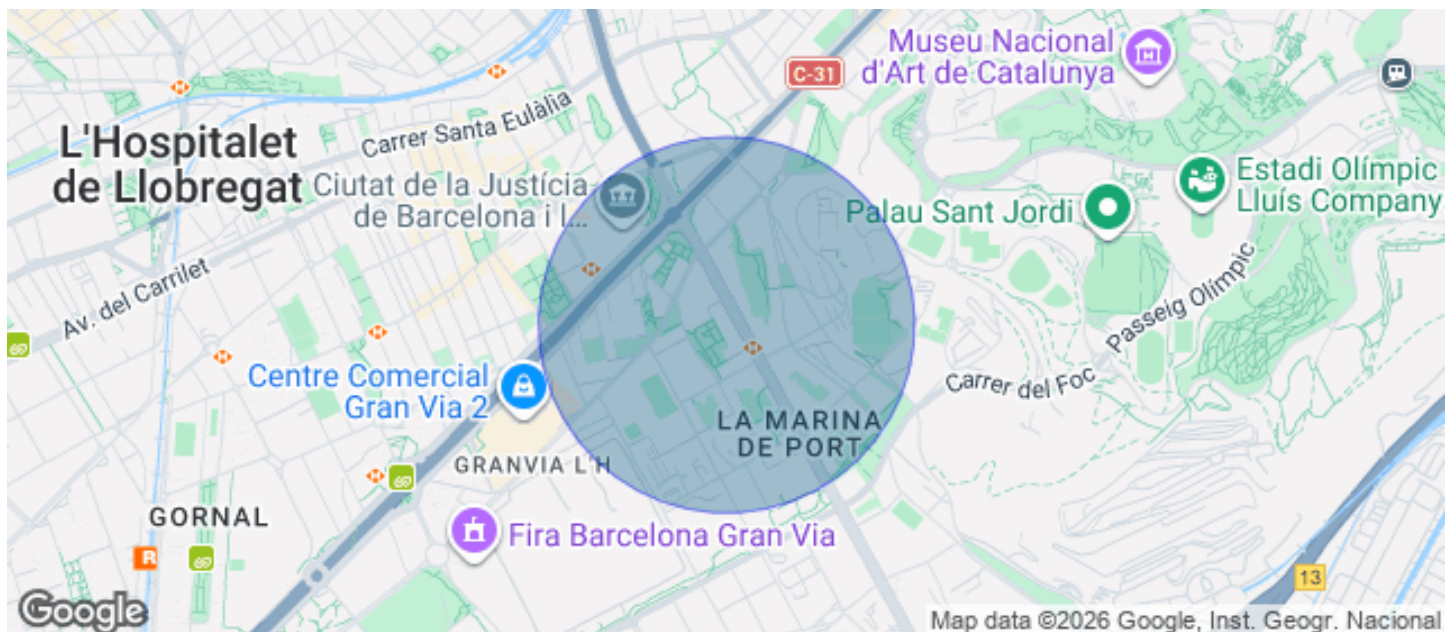 Museu Nacional
d'Art de Catalunya
C-31
Carrer Santa Eulàlia
L'Hospitalet
de Llobregat
Ciutat de la Justícia
de Barcelona i l...
Estadi Olímpic
Lluís Company
Palau Sant Jordi
Av. del Carrilet
Passeig Olímpic
Centre Comercial
Gran Via 2
Carrer del Foc
LA MARINA
DE PORT
GRANVIA L'H
GORNAL
Fira Barcelona Gran Via
R
13
Google
Map data ©2026 Google, Inst. Geogr. Nacional